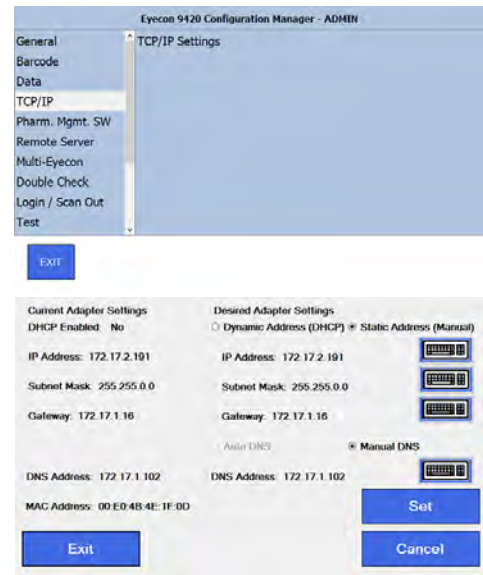 Eyecon 9420 Configuration Manager - ADMIN
General
TCP/IP Settings
Barcode
Data
TCP/IP
Pharm. Mgmt. SW
Remote Server
Multi-Eyecon
Double Check
Login / Scan Out
Test
EXIT
Current Adapter Settings
Desired Adapter Settings
DHCP Enabled: No
Dynamic Address (DHCP)
Static Address (Manual)
IP Address: 172.17.2.191
IP Address: 172.17.2.191
Subnet Mask: 255.255.0.0
Subnet Mask: 255.255.0.0
Gateway: 172.17.1.16
Gateway: 172.17.1.16
Auto DNS
Manual DNS
DNS Address: 172.17.1.102
DNS Address: 172.17.1.102
MAC Address: 00:E0:4B:4E:1F:0D
Set
Exit
Cancel